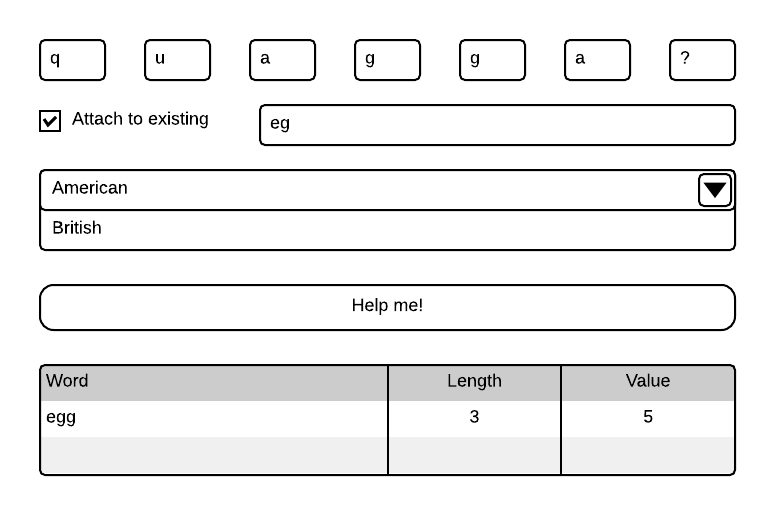 q u a g g a ?
Attach to existing eg
American
British
Help me!
Word Length Value
egg 3 5